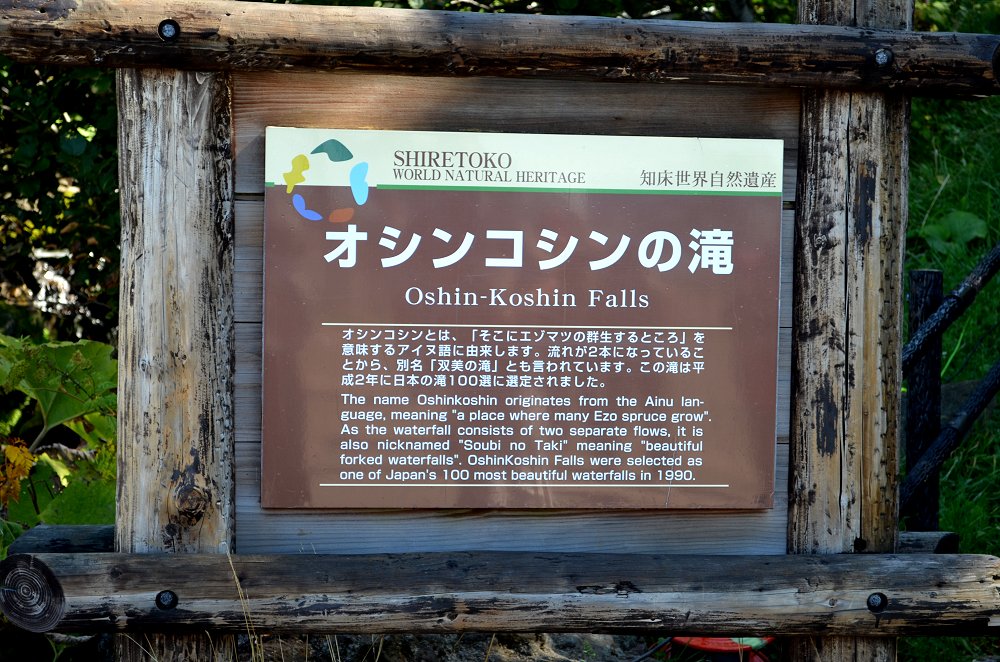 SHIRETOKO
WORLD NATURAL HERITAGE
知床世界自然遺産
オシンコシンの滝
Oshin-Koshin Falls
オシンコシンとは、「そこにエゾマツの群生するところ」を
意味するアイヌ語に由来します。流れが2本になっているこ
とから、別名「双美の滝」とも言われています。この滝は平
成2年に日本の滝100選に選定されました。
The name Oshinkoshin originates from the Ainu lan-
guage, meaning "a place where many Ezo spruce grow".
As the waterfall consists of two separate flows, it is
also nicknamed "Soubi no Taki" meaning "beautiful
forked waterfalls". OshinKoshin Falls were selected as
one of Japan's 100 most beautiful waterfalls in 1990.